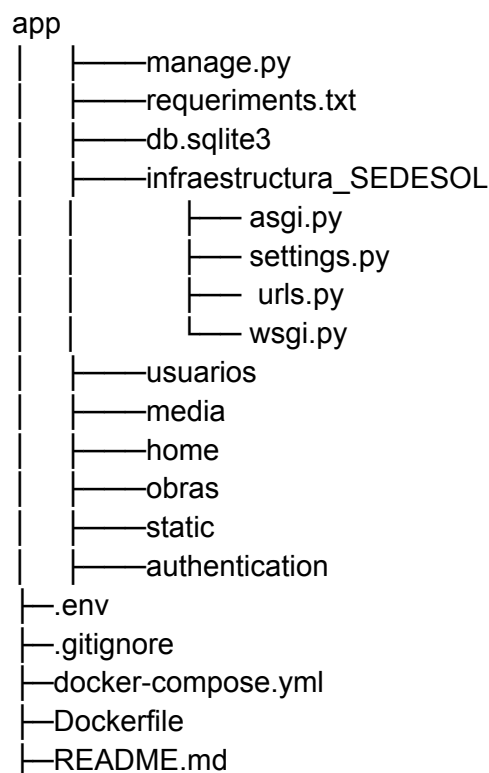 app
manage.py
requeriments.txt
db.sqlite3
infraestructura_SEDESOL
asgi.py
settings.py
urls.py
wsgi.py
usuarios
media
home
obras
static
authentication
.env
.gitignore
docker-compose.yml
Dockerfile
README.md